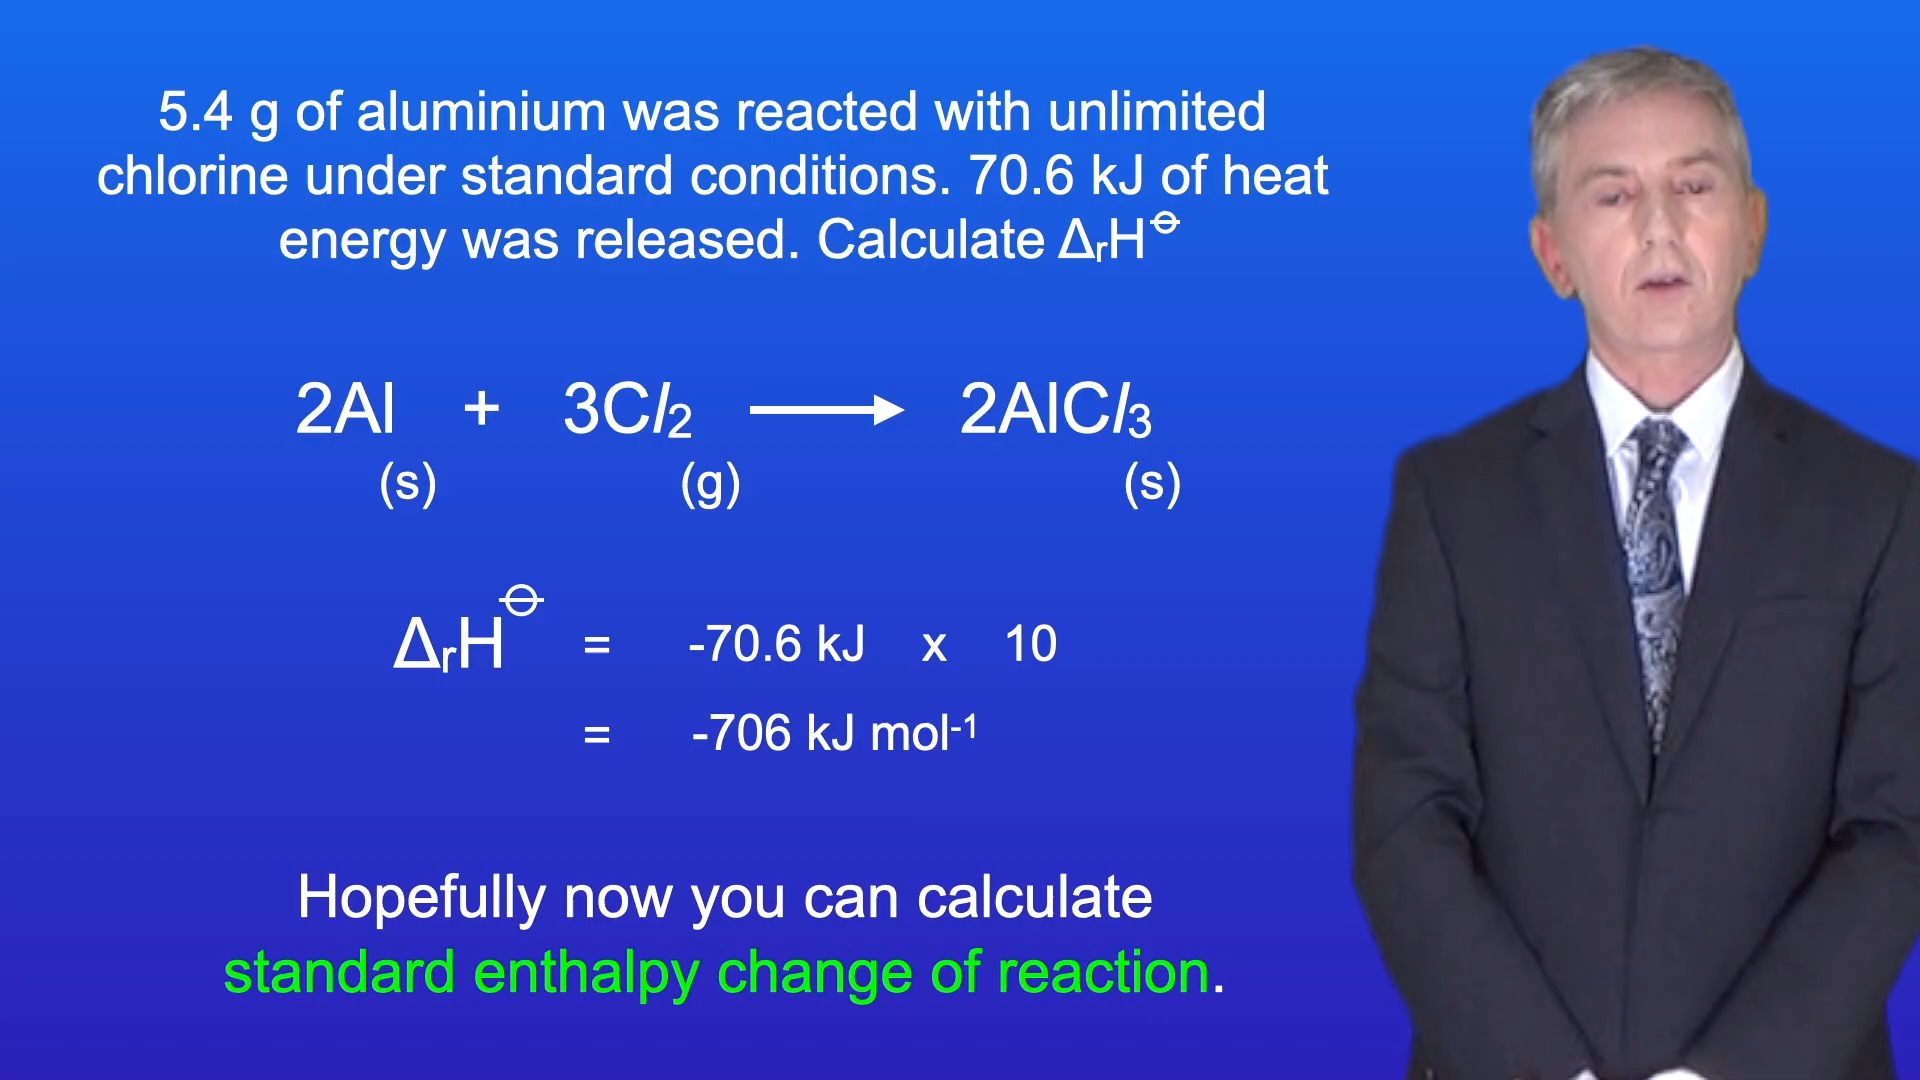 5.4 g of aluminium was reacted with unlimited
chlorine under standard conditions. 70.6 kJ of heat
energy was released. Calculate ΔᵣH⦵
2Al + 3Cl₂ ⟶ 2AlCl₃
(s) (g) (s)
ΔᵣH⦵ = -70.6 kJ x 10
= -706 kJ mol⁻¹
Hopefully now you can calculate
standard enthalpy change of reaction.